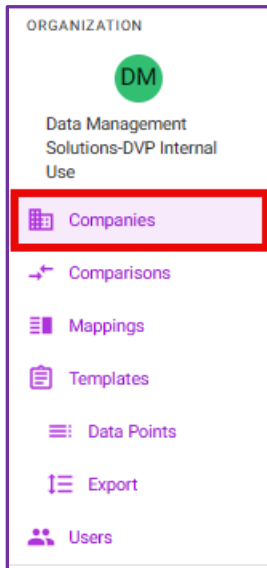 ORGANIZATION
DM
Data Management
Solutions-DVP Internal
Use
Companies
Comparisons
Mappings
Templates
Data Points
Export
Users